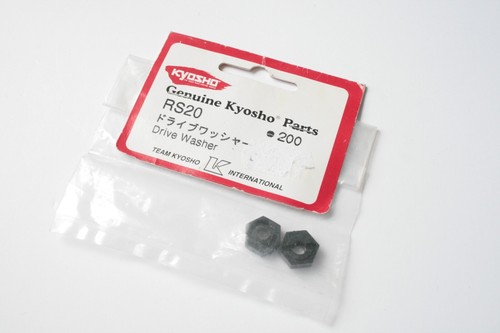 KYOSHO
Genuine Kyosho® Parts
RS20
ドライブワッシャー ●-200
Drive Washer
TEAM KYOSHO K INTERNATIONAL